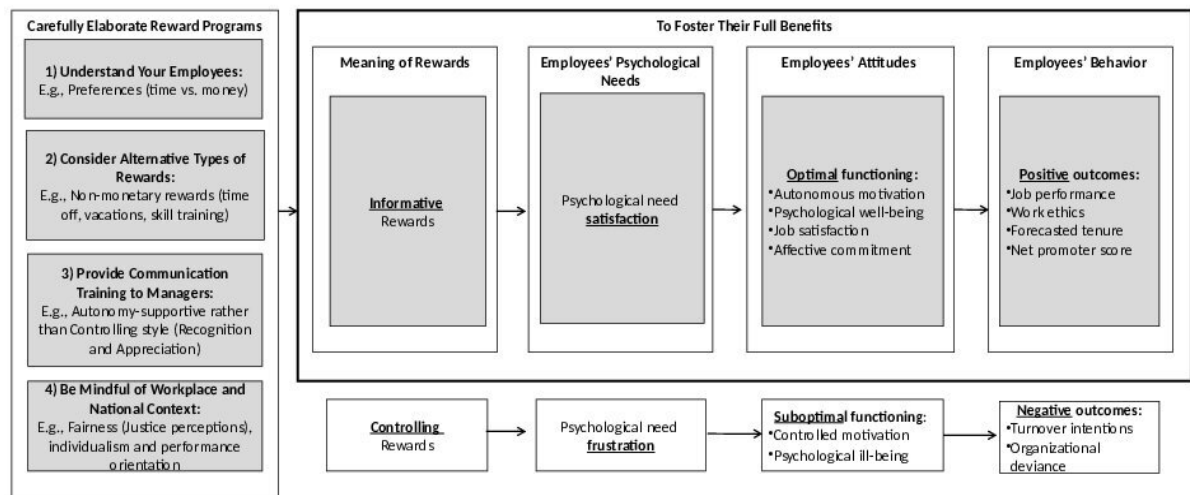 Carefully Elaborate Reward Programs
1) Understand Your Employees:
E.g., Preferences (time vs. money)
2) Consider Alternative Types of
Rewards:
E.g., Non-monetary rewards (time
off, vacations, skill training)
3) Provide Communication
Training to Managers:
E.g., Autonomy-supportive rather
than Controlling style (Recognition
and Appreciation)
4) Be Mindful of Workplace and
National Context:
E.g., Fairness (Justice perceptions),
individualism and performance
orientation
To Foster Their Full Benefits
Meaning of Rewards
Informative
Rewards
Employees' Psychological
Needs
Psychological need
satisfaction
Employees' Attitudes
Optimal functioning:
•Autonomous motivation
•Psychological well-being
•Job satisfaction
•Affective commitment
Employees' Behavior
Positive outcomes:
•Job performance
•Work ethics
•Forecasted tenure
•Net promoter score
Controlling
Rewards
Psychological need
frustration
Suboptimal functioning:
•Controlled motivation
•Psychological ill-being
Negative outcomes:
•Turnover intentions
•Organizational
deviance